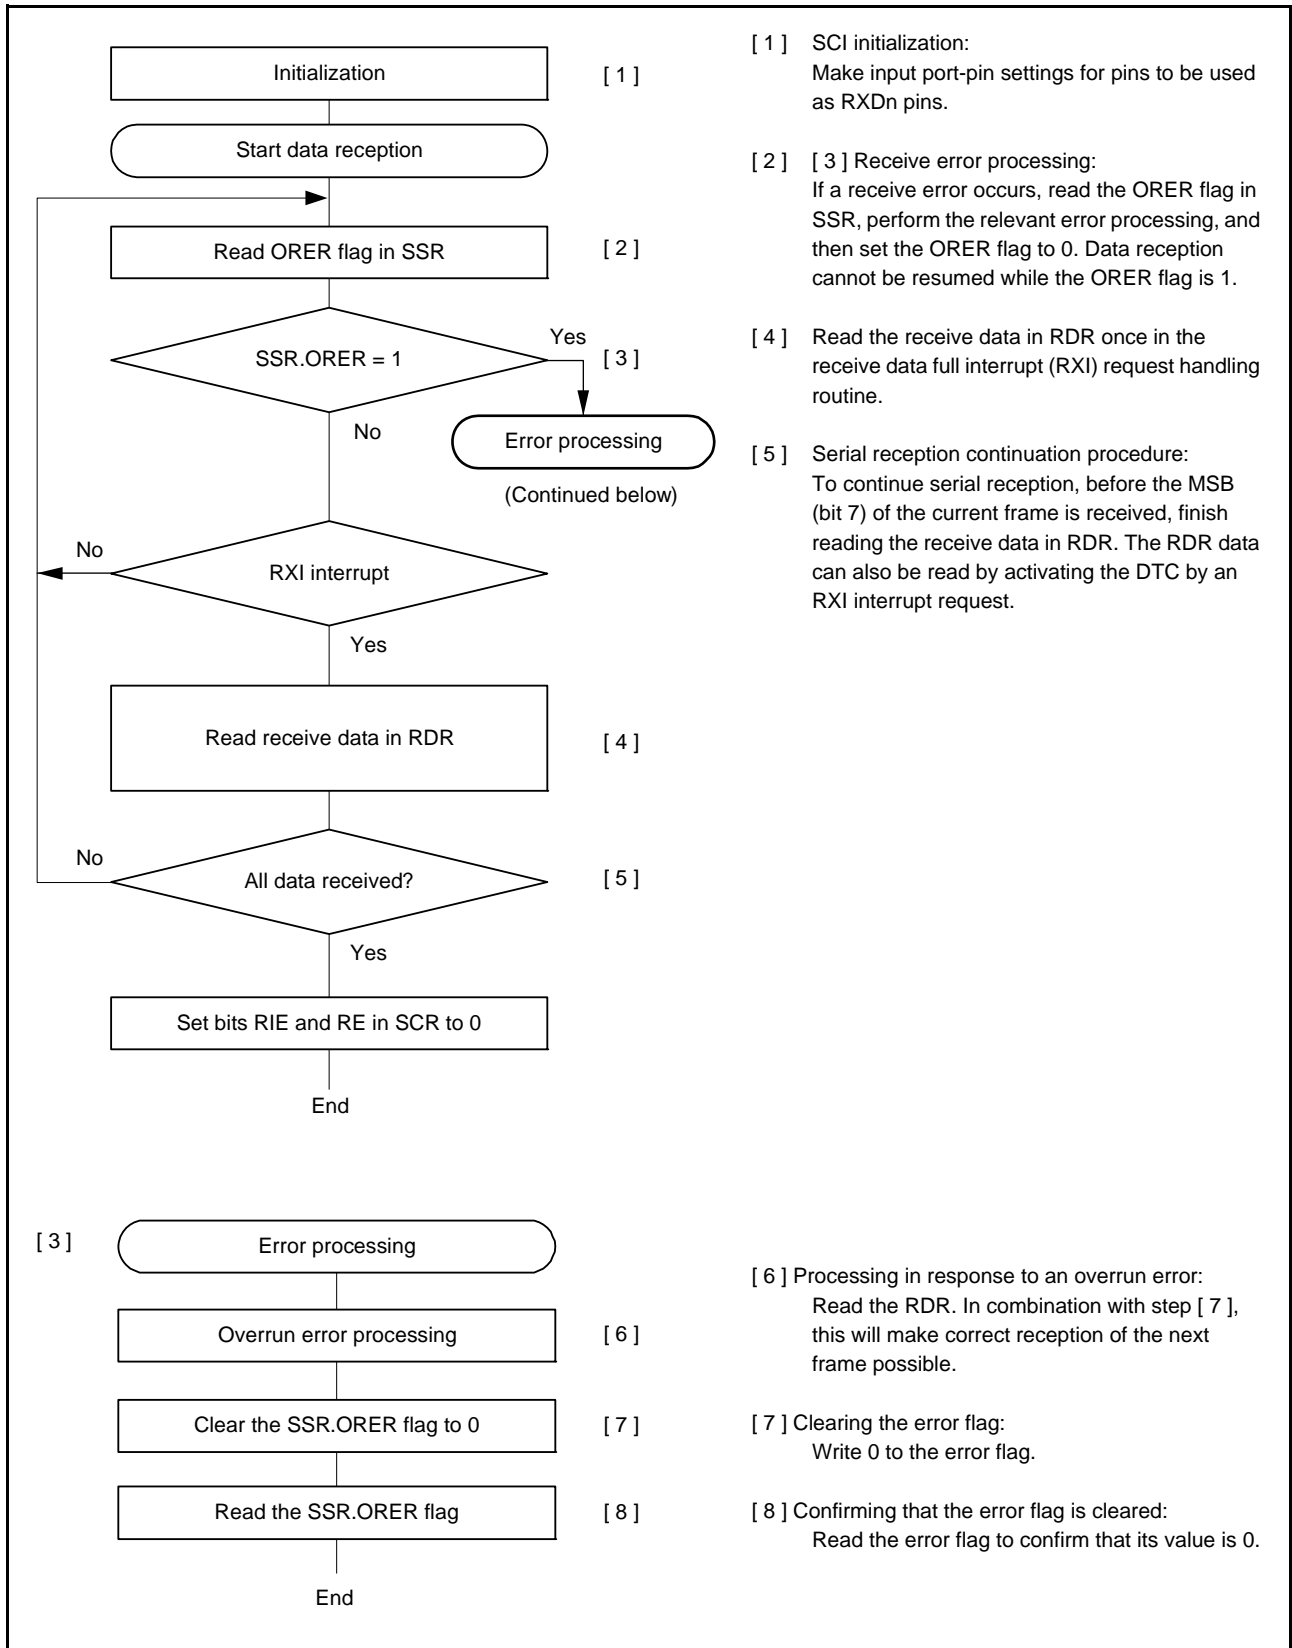 Initialization
[ 1 ]
Start data reception
Read ORER flag in SSR
[ 2 ]
SSR.ORER = 1
Yes
[ 3 ]
No
Error processing
(Continued below)
No
RXI interrupt
Yes
Read receive data in RDR
[ 4 ]
No
All data received?
[ 5 ]
Yes
Set bits RIE and RE in SCR to 0
End
[ 1 ] SCI initialization:
Make input port-pin settings for pins to be used
as RXDn pins.
[ 2 ] [ 3 ] Receive error processing:
If a receive error occurs, read the ORER flag in
SSR, perform the relevant error processing, and
then set the ORER flag to 0. Data reception
cannot be resumed while the ORER flag is 1.
[ 4 ] Read the receive data in RDR once in the
receive data full interrupt (RXI) request handling
routine.
[ 5 ] Serial reception continuation procedure:
To continue serial reception, before the MSB
(bit 7) of the current frame is received, finish
reading the receive data in RDR. The RDR data
can also be read by activating the DTC by an
RXI interrupt request.
[ 3 ]
Error processing
Overrun error processing
[ 6 ]
Clear the SSR.ORER flag to 0
[ 7 ]
Read the SSR.ORER flag
[ 8 ]
End
[ 6 ] Processing in response to an overrun error:
Read the RDR. In combination with step [ 7 ],
this will make correct reception of the next
frame possible.
[ 7 ] Clearing the error flag:
Write 0 to the error flag.
[ 8 ] Confirming that the error flag is cleared:
Read the error flag to confirm that its value is 0.